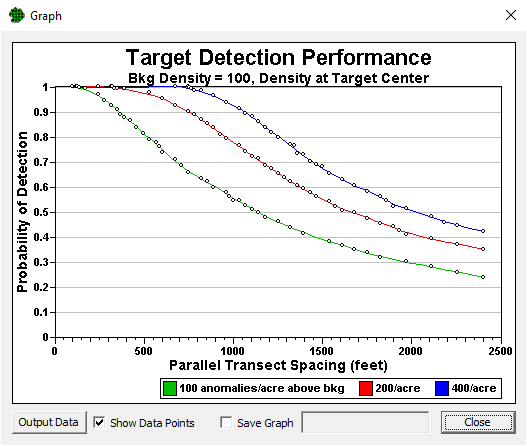 Graph
Target Detection Performance
Bkg Density = 100, Density at Target Center
Probability of Detection
1
0.9
0.8
0.7
0.6
0.5
0.4
0.3
0.2
0.1
0
0 500 1000 1500 2000 2500
Parallel Transect Spacing (feet)
100 anomalies/acre above bkg 200/acre 400/acre
Output Data Show Data Points Save Graph Close